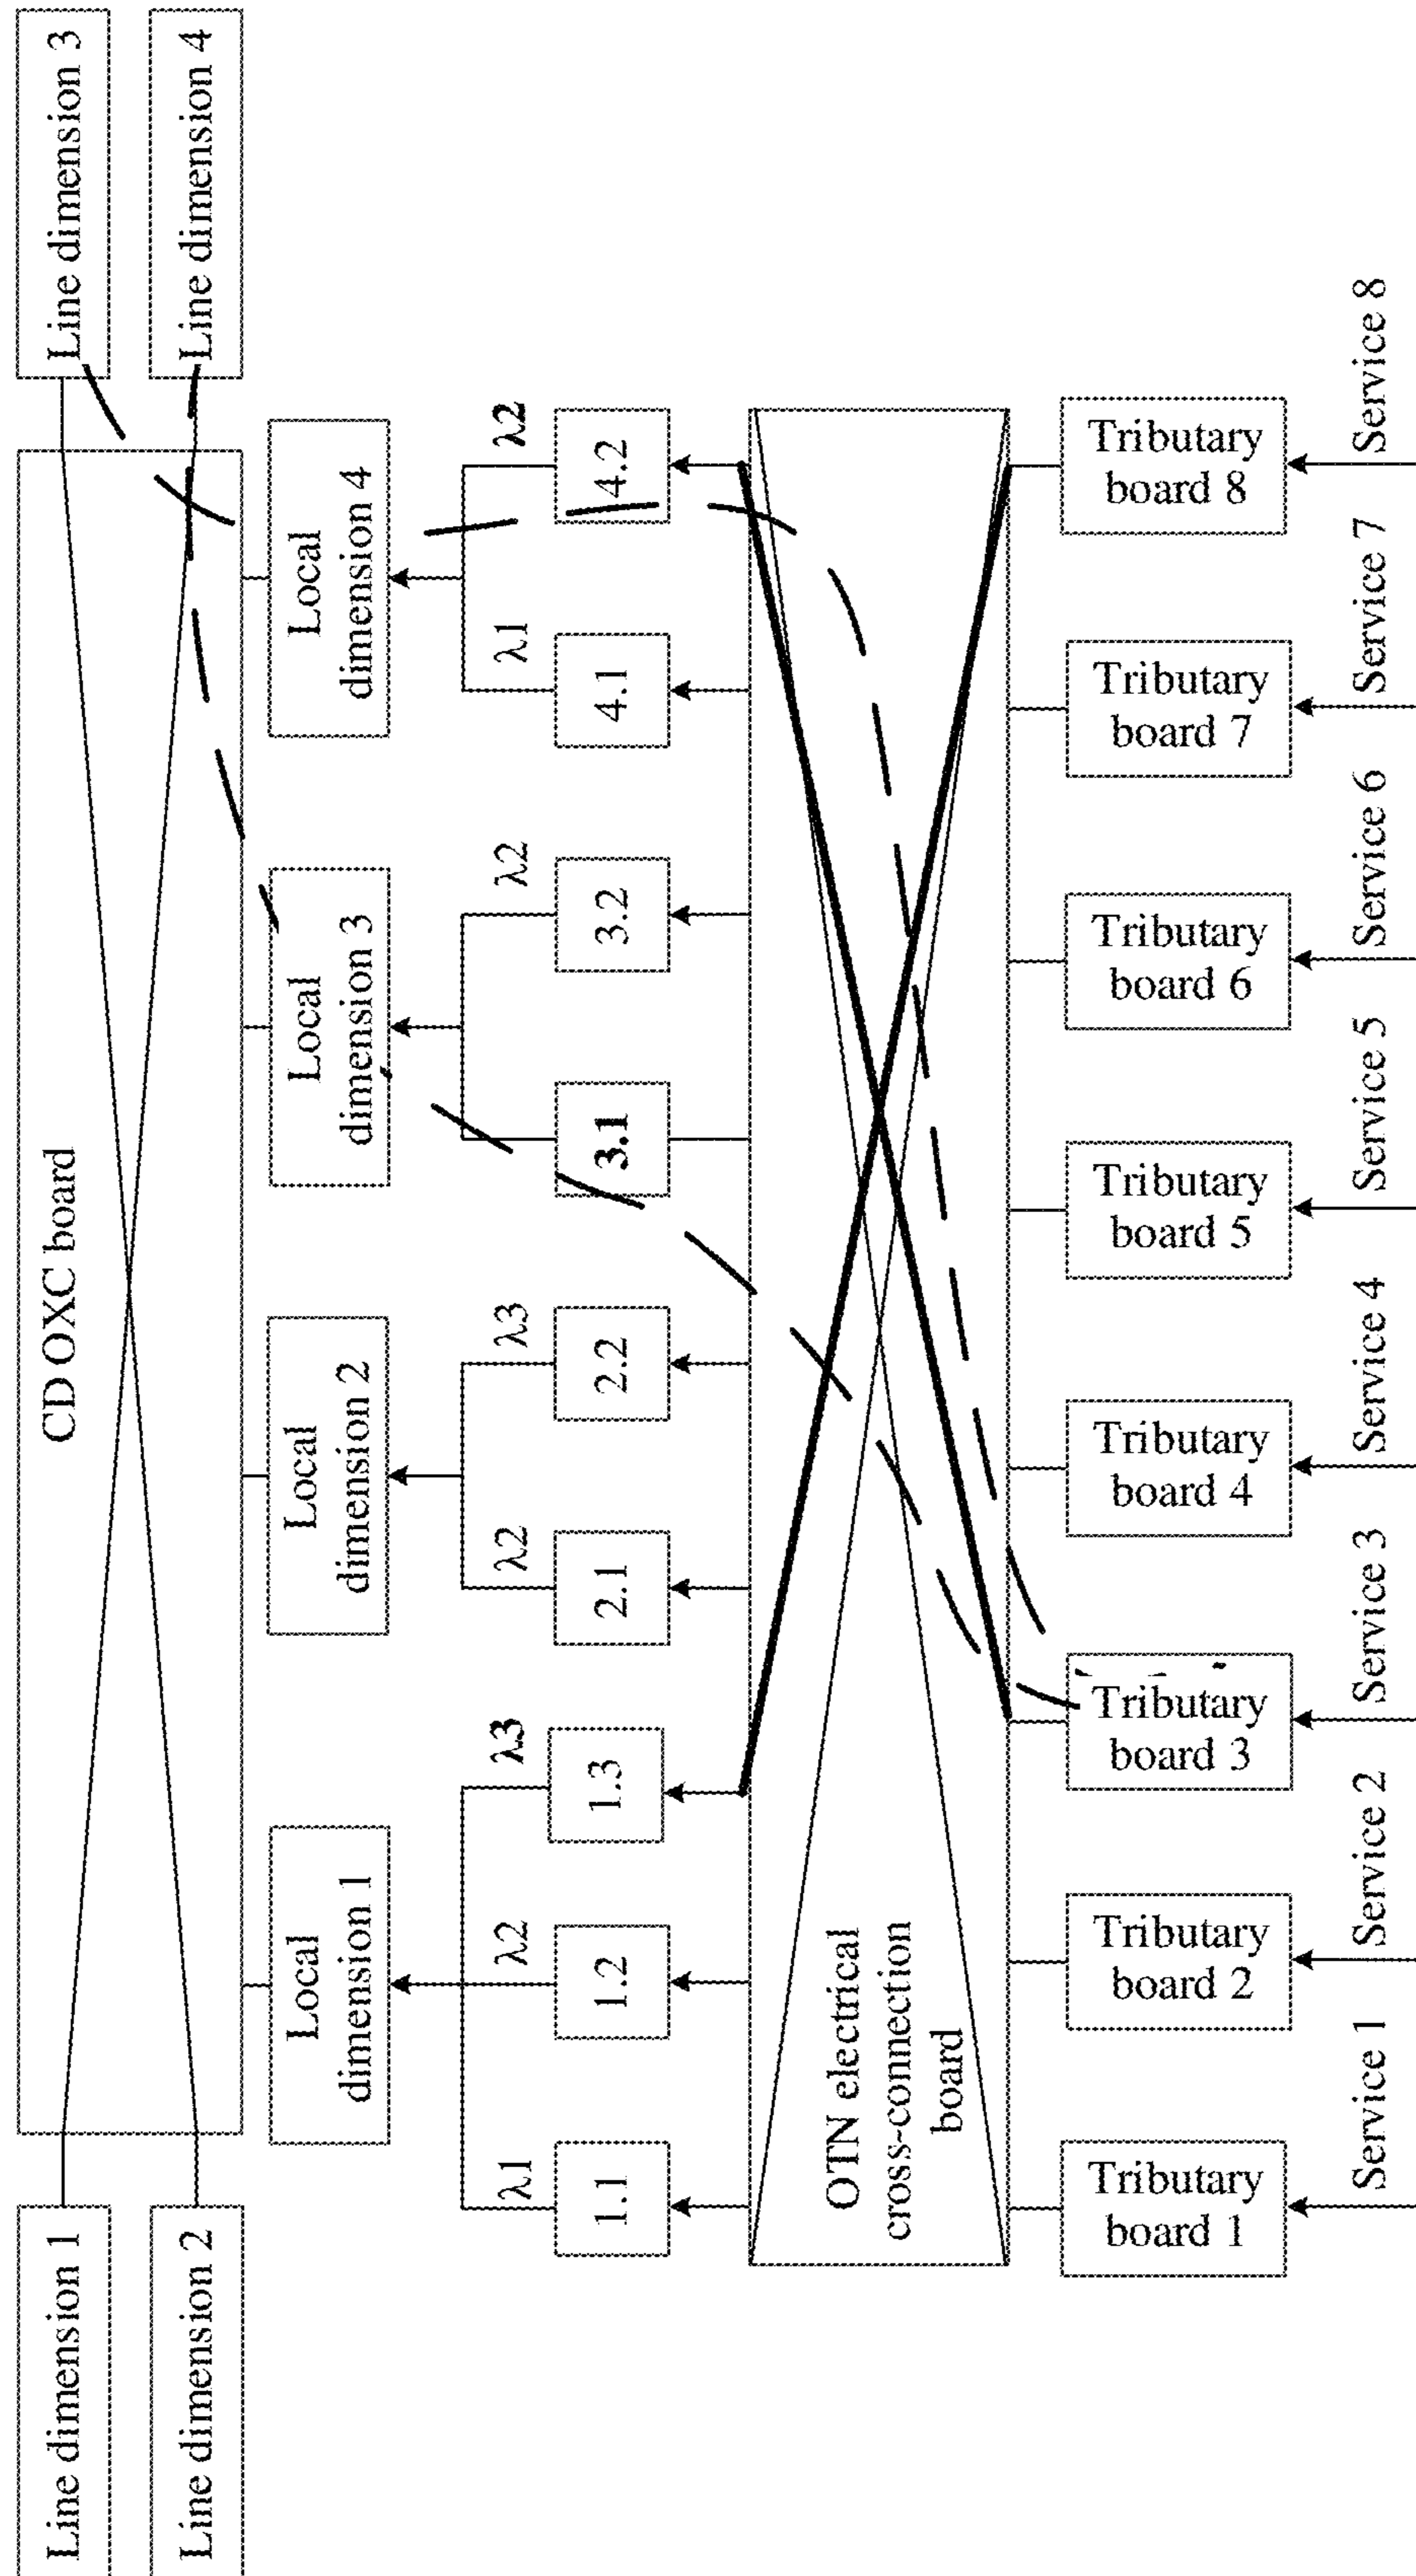 Line dimension 1
CD OXC board
Line dimension 3
Line dimension 2
Line dimension 4
Local
dimension 1
Local
dimension 2
Local
dimension 3
Local
dimension 4
λ1
λ2
λ3
λ2
λ3
λ2
λ1
λ2
1.1
1.2
1.3
2.1
2.2
3.1
3.2
4.1
4.2
OTN electrical
cross-connection
board
Tributary
board 1
Tributary
board 2
Tributary
board 3
Tributary
board 4
Tributary
board 5
Tributary
board 6
Tributary
board 7
Tributary
board 8
Service 1
Service 2
Service 3
Service 4
Service 5
Service 6
Service 7
Service 8